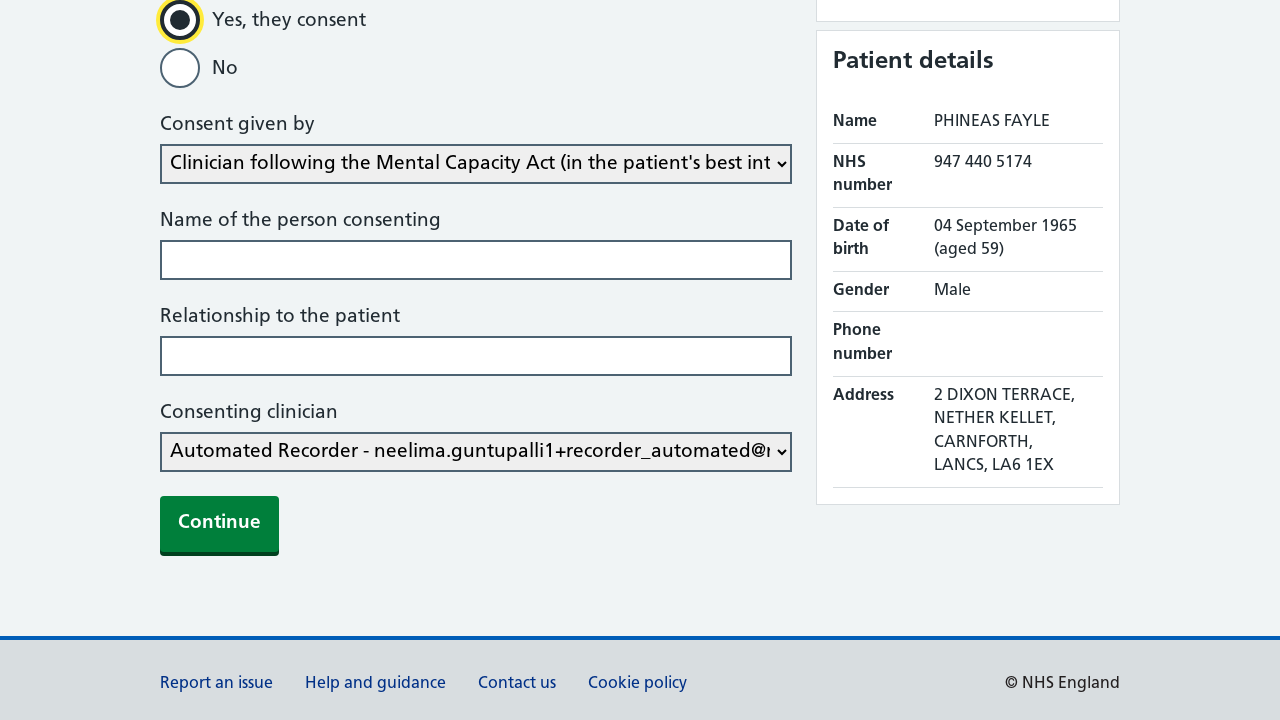 Yes, they consent
No
Consent given by
Clinician following the Mental Capacity Act (in the patient's best int
Name of the person consenting
Relationship to the patient
Consenting clinician
Automated Recorder - neelima.guntupalli1+recorder_automated@
Continue
Patient details
Name PHINEAS FAYLE
NHS number 947 440 5174
Date of birth 04 September 1965 (aged 59)
Gender Male
Phone number
Address 2 DIXON TERRACE,
NETHER KELLET,
CARNFORTH,
LANCS, LA6 1EX
Report an issue Help and guidance Contact us Cookie policy © NHS England